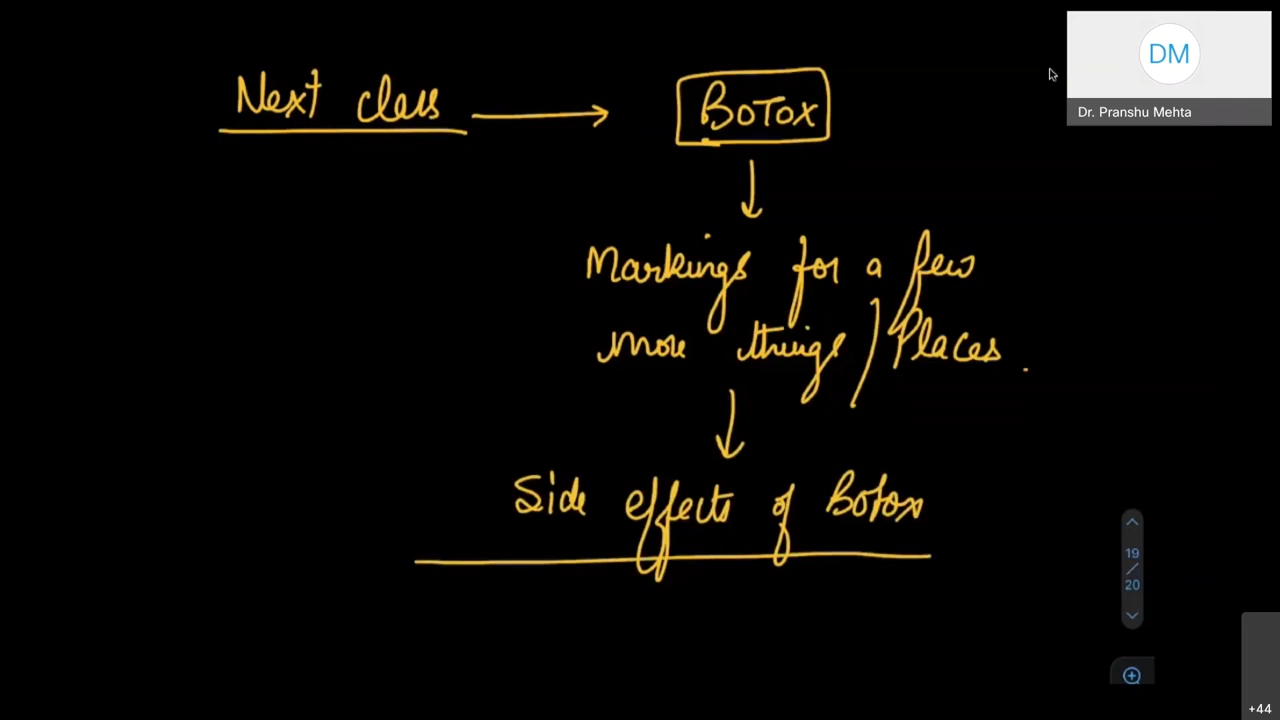 Next class → BOTOX
DM
Dr. Pranshu Mehta
Markings for a few
more things / Places.
Side effects of Botox
19
/
20
+44